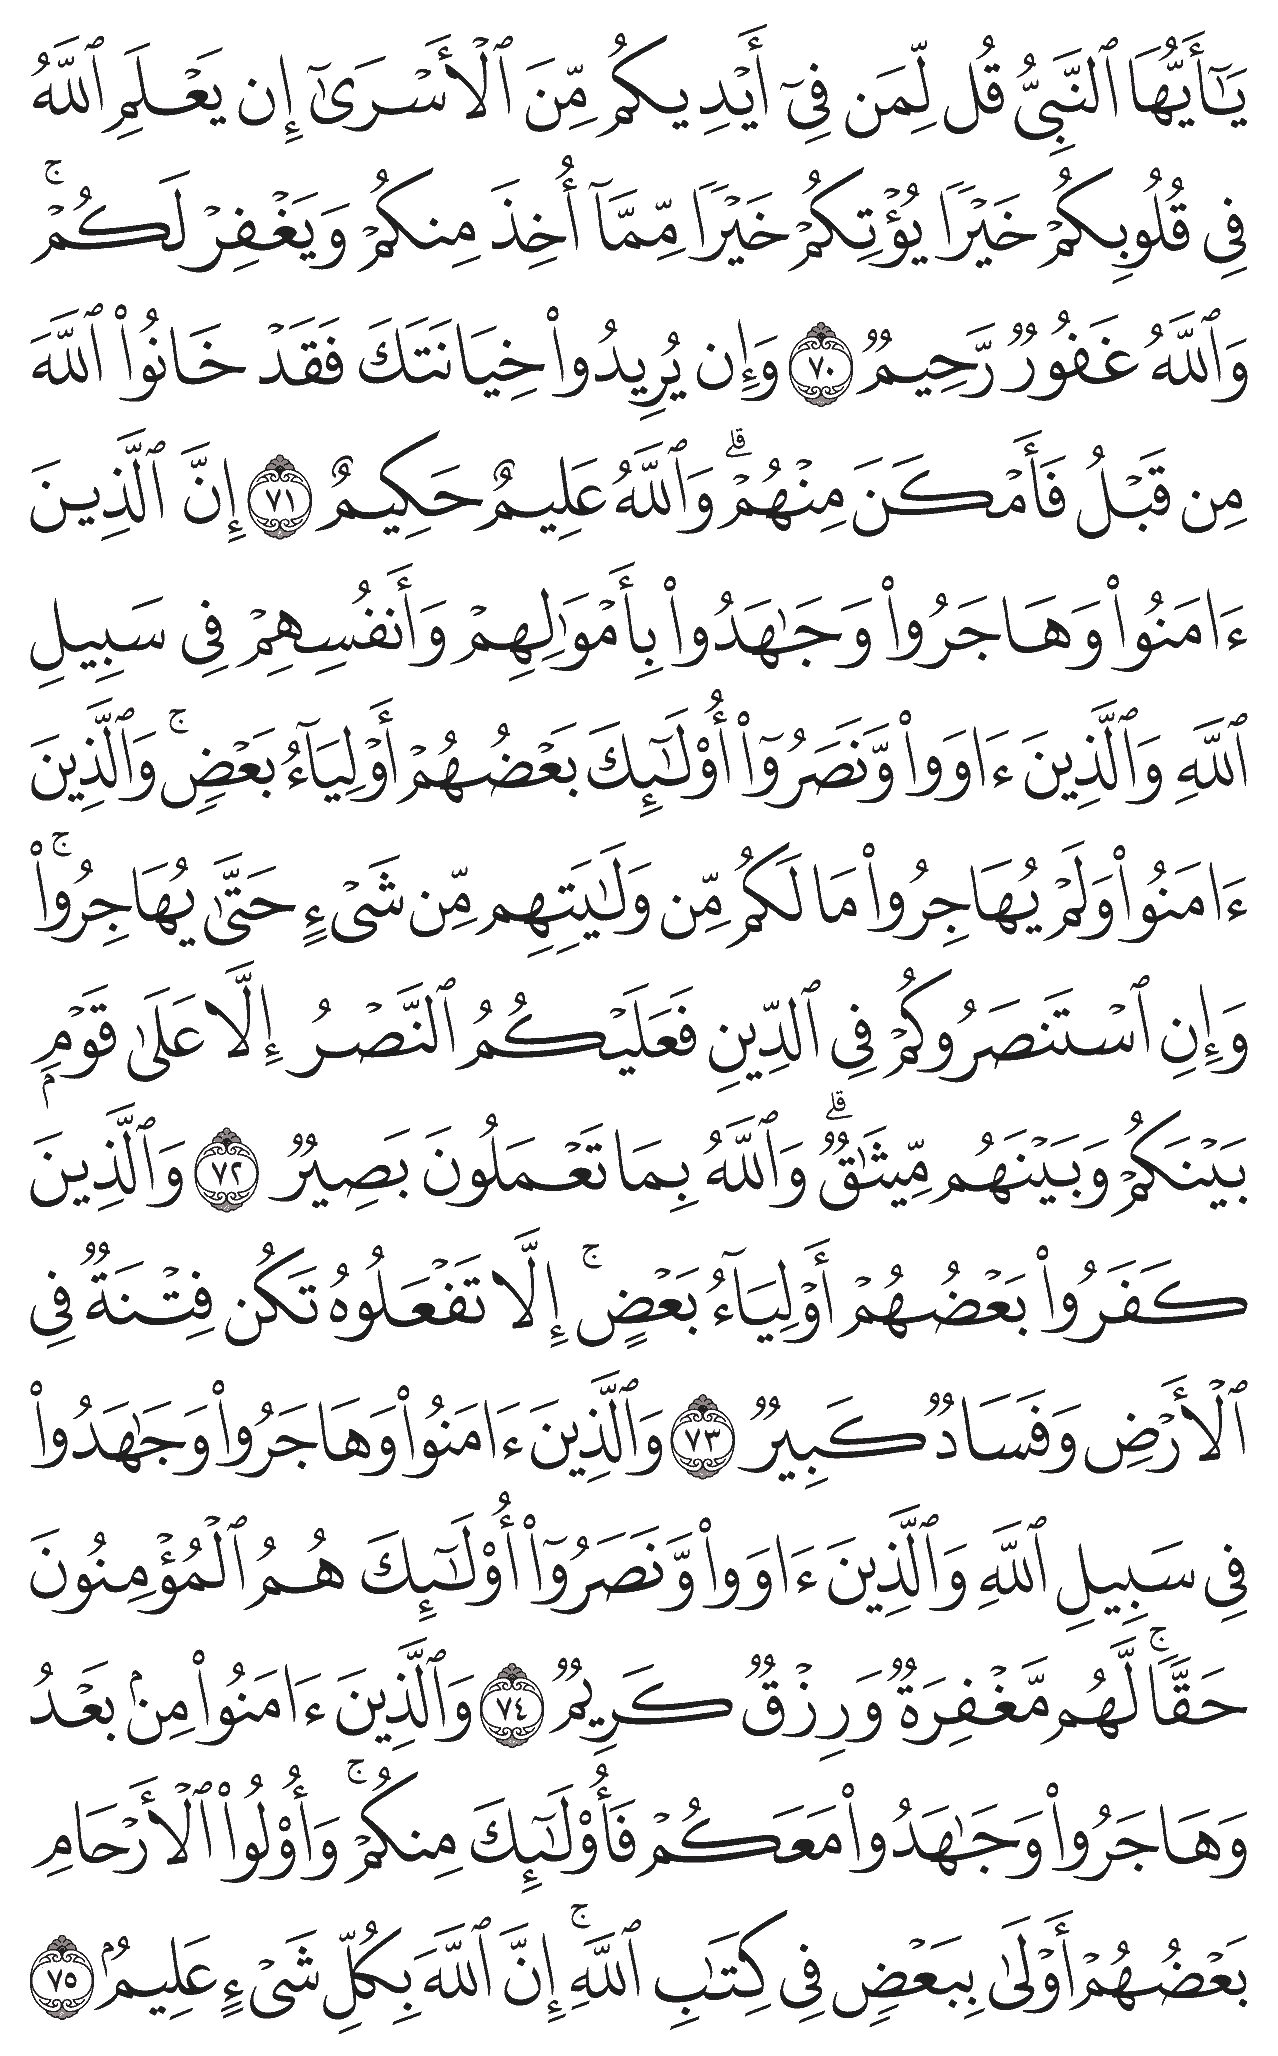 يَـٰٓأَيُّهَا ٱلنَّبِيُّ قُل لِّمَن فِيٓ أَيۡدِيكُم مِّنَ ٱلۡأَسۡرَىٰٓ إِن يَعۡلَمِ ٱللَّهُ
فِي قُلُوبِكُمۡ خَيۡرٗا يُؤۡتِكُمۡ خَيۡرٗا مِّمَّآ أُخِذَ مِنكُمۡ وَيَغۡفِرۡ لَكُمۡۚ
وَٱللَّهُ غَفُورٞ رَّحِيمٞ ٧٠ وَإِن يُرِيدُواْ خِيَانَتَكَ فَقَدۡ خَانُواْ ٱللَّهَ
مِن قَبۡلُ فَأَمۡكَنَ مِنۡهُمۡۗ وَٱللَّهُ عَلِيمٌ حَكِيمٌ ٧١ إِنَّ ٱلَّذِينَ
ءَامَنُواْ وَهَاجَرُواْ وَجَٰهَدُواْ بِأَمۡوَٰلِهِمۡ وَأَنفُسِهِمۡ فِي سَبِيلِ
ٱللَّهِ وَٱلَّذِينَ ءَاوَواْ وَّنَصَرُوٓاْ أُوْلَـٰٓئِكَ بَعۡضُهُمۡ أَوۡلِيَآءُ بَعۡضٖۚ وَٱلَّذِينَ
ءَامَنُواْ وَلَمۡ يُهَاجِرُواْ مَا لَكُم مِّن وَلَٰيَتِهِم مِّن شَيۡءٍ حَتَّىٰ يُهَاجِرُواْۚ
وَإِنِ ٱسۡتَنصَرُوكُمۡ فِي ٱلدِّينِ فَعَلَيۡكُمُ ٱلنَّصۡرُ إِلَّا عَلَىٰ قَوۡمِۭ
بَيۡنَكُمۡ وَبَيۡنَهُم مِّيثَٰقٞۗ وَٱللَّهُ بِمَا تَعۡمَلُونَ بَصِيرٞ ٧٢ وَٱلَّذِينَ
كَفَرُواْ بَعۡضُهُمۡ أَوۡلِيَآءُ بَعۡضٍۚ إِلَّا تَفۡعَلُوهُ تَكُن فِتۡنَةٞ فِي
ٱلۡأَرۡضِ وَفَسَادٞ كَبِيرٞ ٧٣ وَٱلَّذِينَ ءَامَنُواْ وَهَاجَرُواْ وَجَٰهَدُواْ
فِي سَبِيلِ ٱللَّهِ وَٱلَّذِينَ ءَاوَواْ وَّنَصَرُوٓاْ أُوْلَـٰٓئِكَ هُمُ ٱلۡمُؤۡمِنُونَ
حَقّٗاۚ لَّهُم مَّغۡفِرَةٞ وَرِزۡقٞ كَرِيمٞ ٧٤ وَٱلَّذِينَ ءَامَنُواْ مِنۢ بَعۡدُ
وَهَاجَرُواْ وَجَٰهَدُواْ مَعَكُمۡ فَأُوْلَـٰٓئِكَ مِنكُمۡۚ وَأُوْلُواْ ٱلۡأَرۡحَامِ
بَعۡضُهُمۡ أَوۡلَىٰ بِبَعۡضٖ فِي كِتَٰبِ ٱللَّهِۚ إِنَّ ٱللَّهَ بِكُلِّ شَيۡءٍ عَلِيمُۢ ٧٥